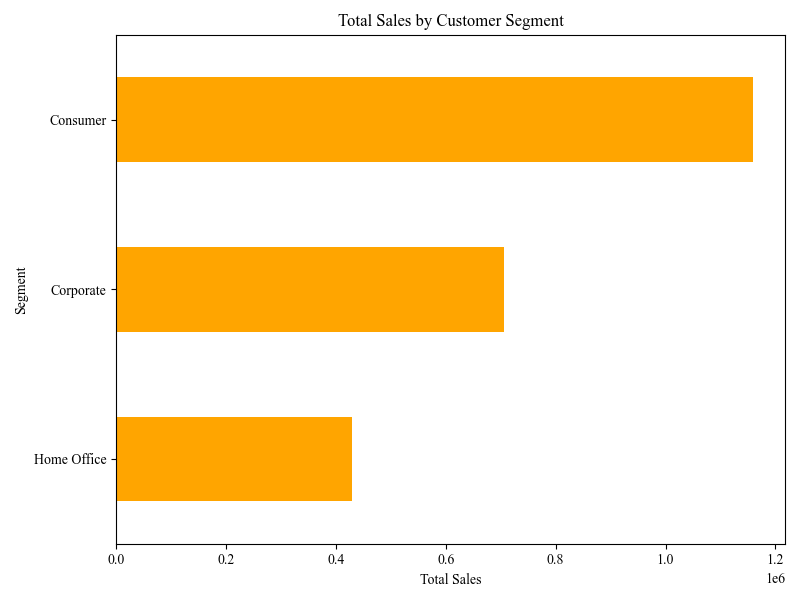 Total Sales by Customer Segment
Consumer
Corporate
Home Office
Segment
0.0 0.2 0.4 0.6 0.8 1.0 1.2
1e6
Total Sales